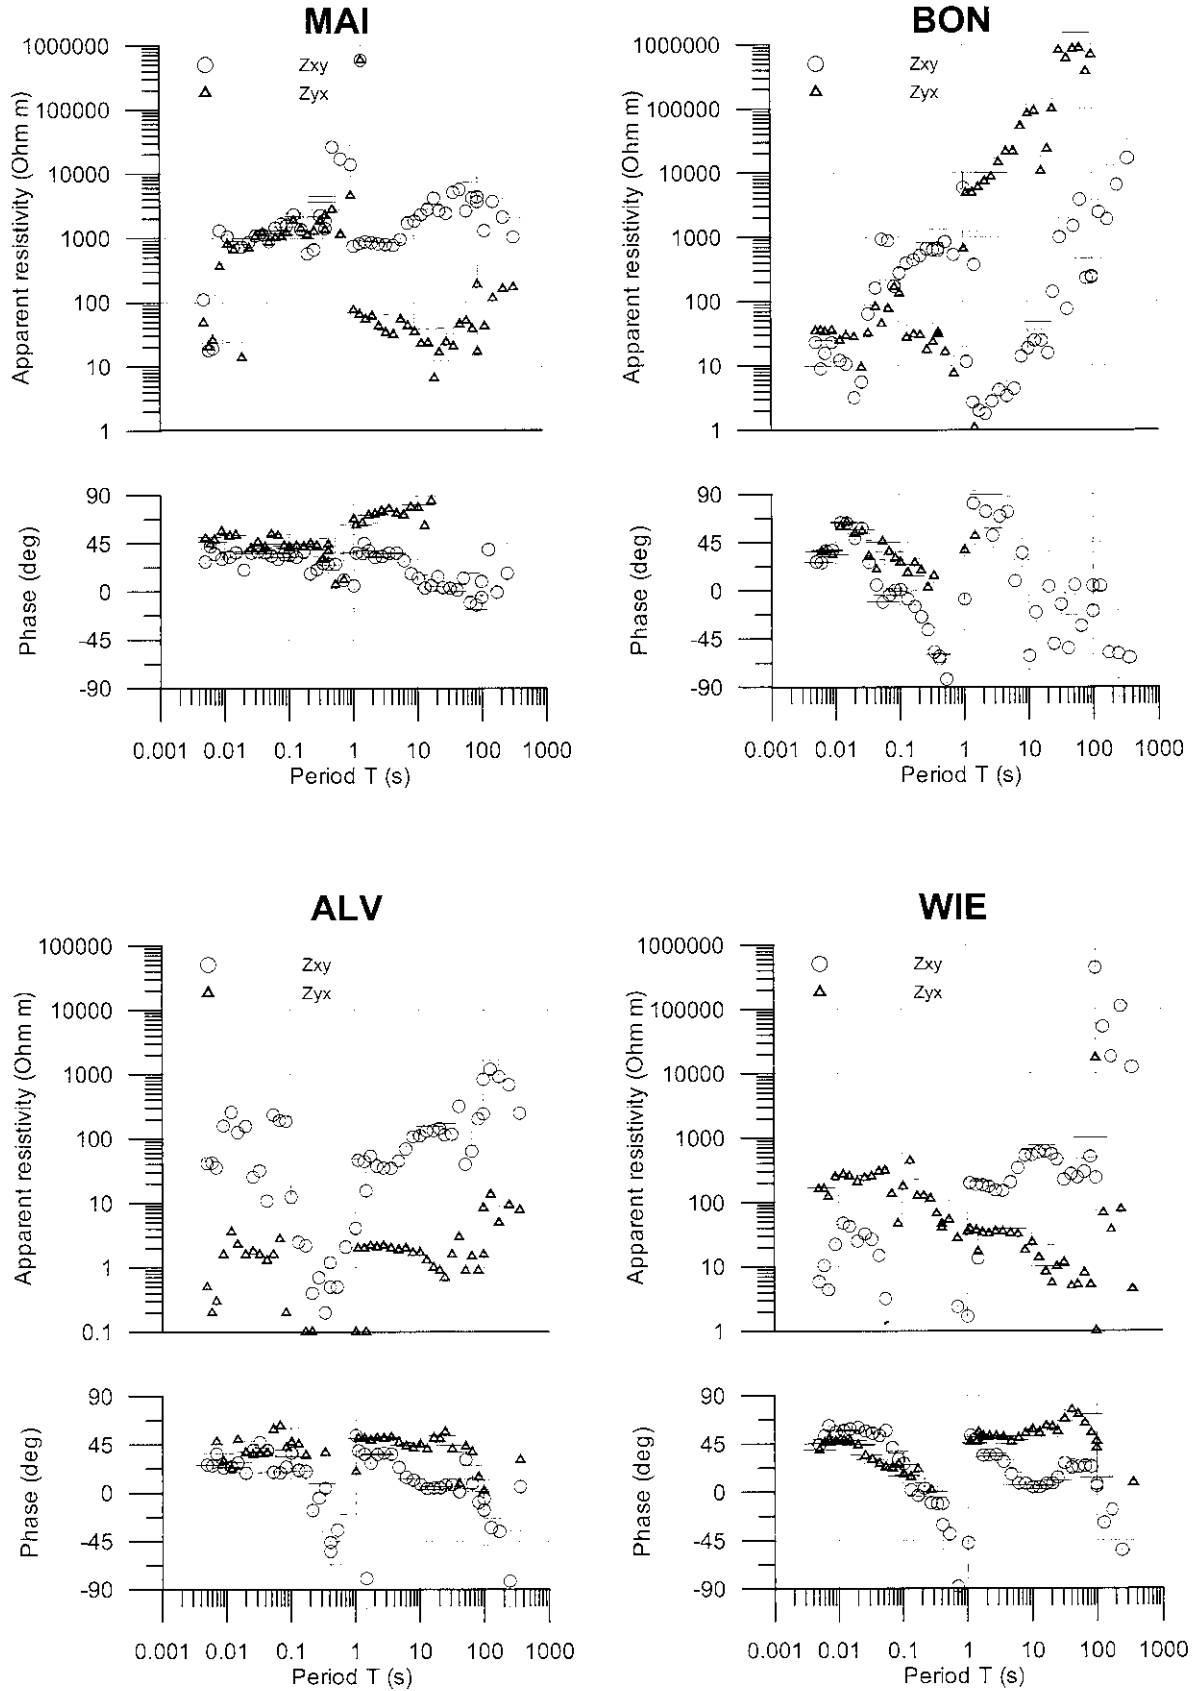 MAI
Apparent resistivity (Ohm m)
1000000
100000
10000
1000
100
10
1
Zxy
Zyx
Phase (deg)
90
45
0
-45
-90
0.001 0.01 0.1 1 10 100 1000
Period T (s)
BON
Apparent resistivity (Ohm m)
1000000
100000
10000
1000
100
10
1
Zxy
Zyx
Phase (deg)
90
45
0
-45
-90
0.001 0.01 0.1 1 10 100 1000
Period T (s)
ALV
Apparent resistivity (Ohm m)
100000
10000
1000
100
10
1
0.1
Zxy
Zyx
Phase (deg)
90
45
0
-45
-90
0.001 0.01 0.1 1 10 100 1000
Period T (s)
WIE
Apparent resistivity (Ohm m)
1000000
100000
10000
1000
100
10
1
Zxy
Zyx
Phase (deg)
90
45
0
-45
-90
0.001 0.01 0.1 1 10 100 1000
Period T (s)